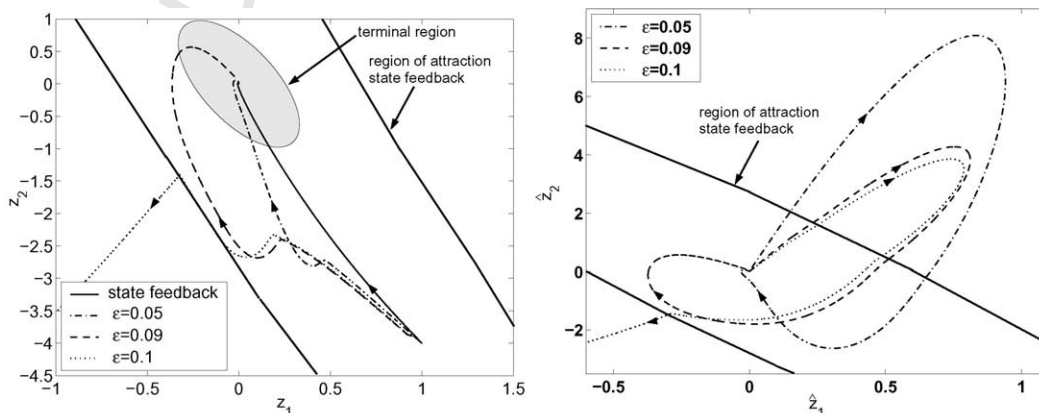 1
0.5
0
-0.5
-1
-1.5
-2
-2.5
-3
-3.5
-4
-4.5
z2
-1
-0.5
0
0.5
1
1.5
z1
terminal region
region of attraction
state feedback
state feedback
ε=0.05
ε=0.09
ε=0.1
8
6
4
2
0
-2
ẑ2
-0.5
0
0.5
1
ẑ1
ε=0.05
ε=0.09
ε=0.1
region of attraction
state feedback